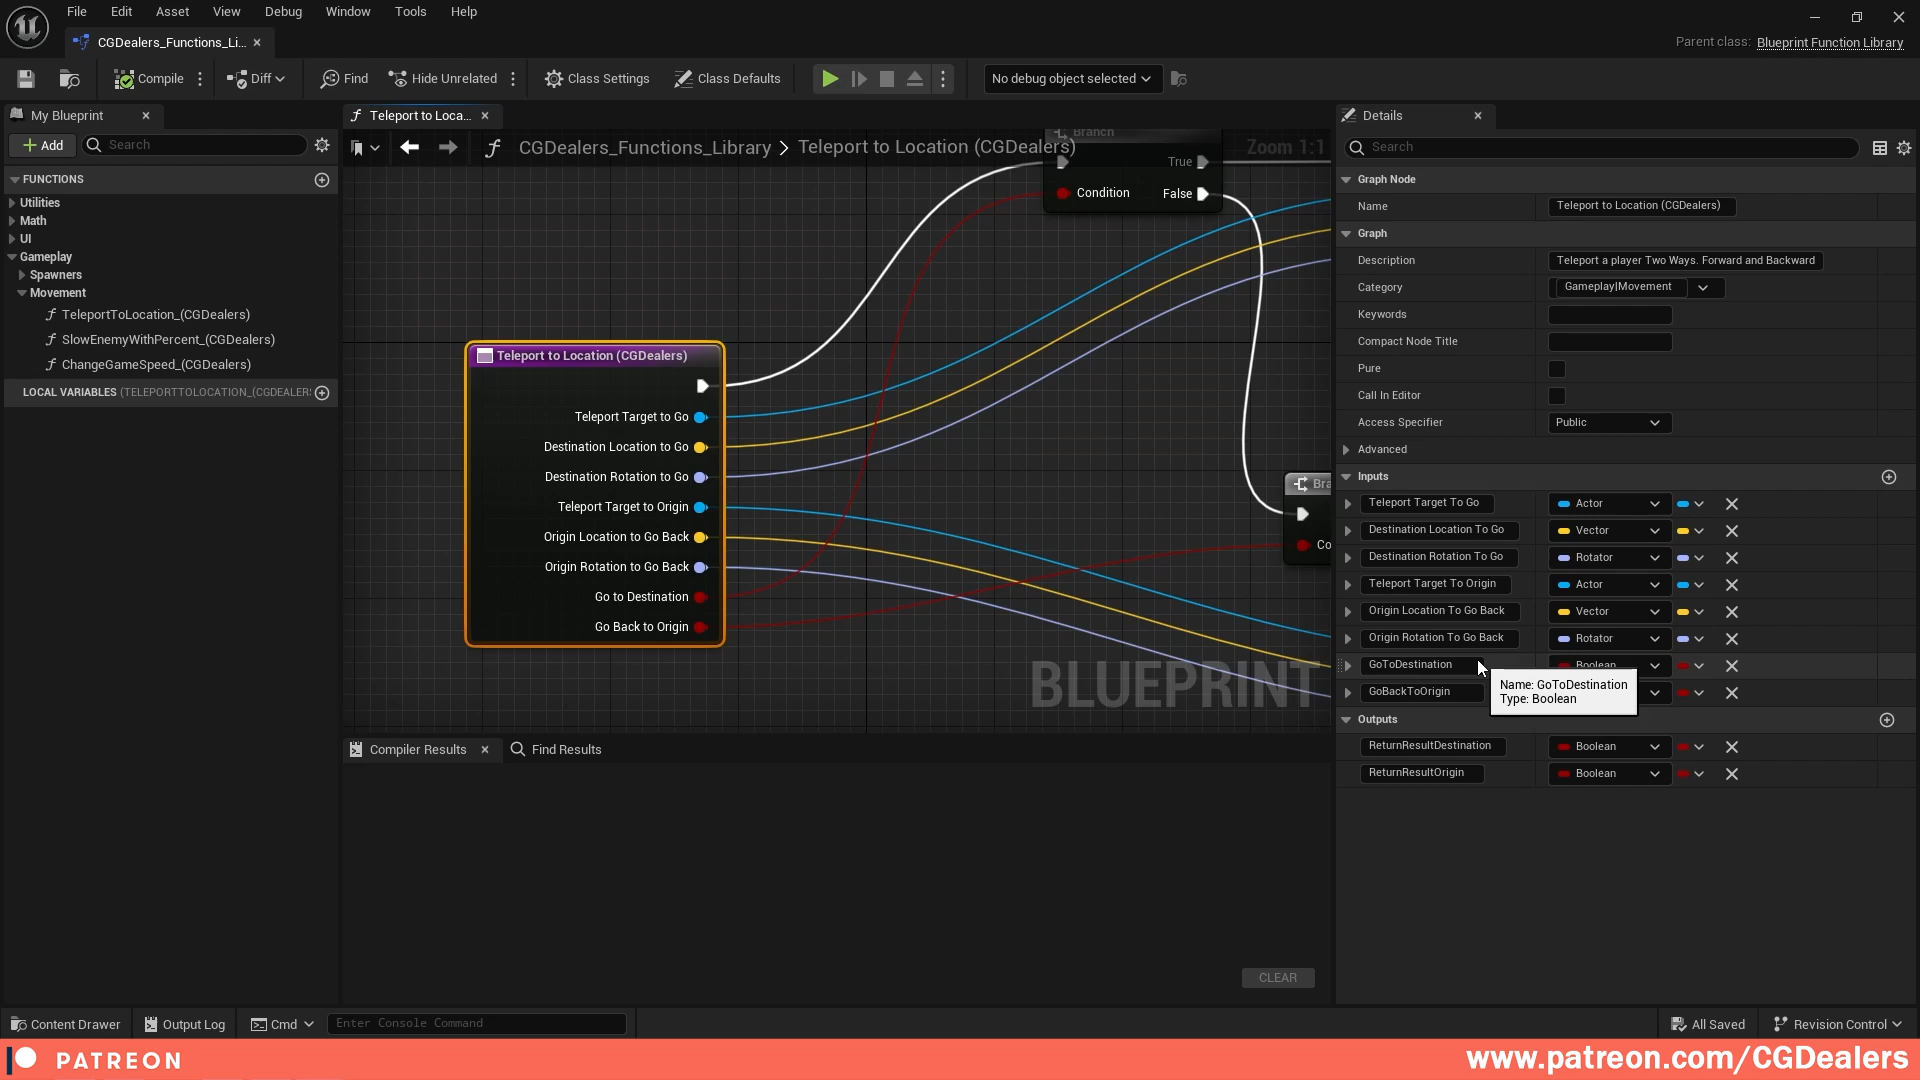 File Edit Asset View Debug Window Tools Help
CGDealers_Functions_Li...
Parent class: Blueprint Function Library
Compile Diff Find Hide Unrelated Class Settings Class Defaults No debug object selected
My Blueprint
Add Search
FUNCTIONS
Utilities
Math
UI
Gameplay
Spawners
Movement
TeleportToLocation_(CGDealers)
SlowEnemyWithPercent_(CGDealers)
ChangeGameSpeed_(CGDealers)
LOCAL VARIABLES (TELEPORTTOLOCATION_(CGDEALERS
Teleport to Loca...
CGDealers_Functions_Library > Teleport to Location (CGDealers)
Zoom 1:1
Branch
True
Condition False
Teleport to Location (CGDealers)
Teleport Target to Go
Destination Location to Go
Destination Rotation to Go
Teleport Target to Origin
Origin Location to Go Back
Origin Rotation to Go Back
Go to Destination
Go Back to Origin
Bra
Co
BLUEPRINT
Compiler Results Find Results
CLEAR
Details
Search
Graph Node
Name Teleport to Location (CGDealers)
Graph
Description Teleport a player Two Ways. Forward and Backward
Category Gameplay|Movement
Keywords
Compact Node Title
Pure
Call In Editor
Access Specifier Public
Advanced
Inputs
Teleport Target To Go Actor
Destination Location To Go Vector
Destination Rotation To Go Rotator
Teleport Target To Origin Actor
Origin Location To Go Back Vector
Origin Rotation To Go Back Rotator
GoToDestination Boolean
GoBackToOrigin
Name: GoToDestination
Type: Boolean
Outputs
ReturnResultDestination Boolean
ReturnResultOrigin Boolean
Content Drawer Output Log Cmd Enter Console Command All Saved Revision Control
PATREON www.patreon.com/CGDealers